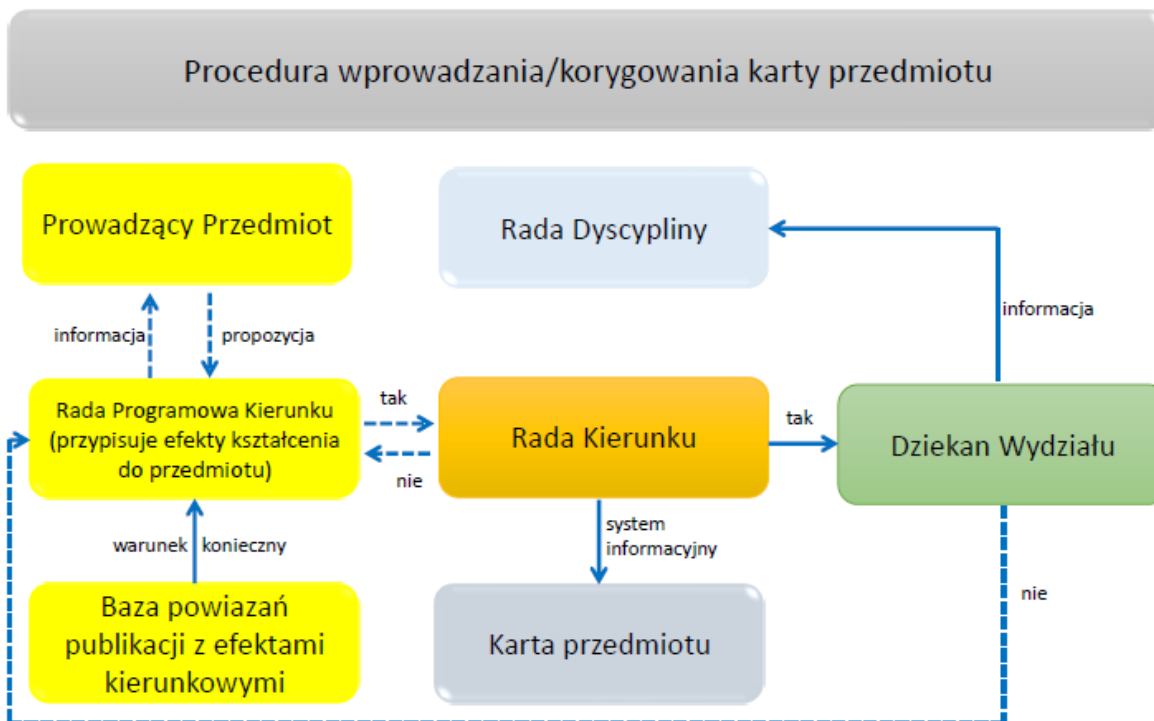 Procedura wprowadzania/korygowania karty przedmiotu
Prowadzący Przedmiot
Rada Dyscypliny
informacja
propozycja
informacja
Rada Programowa Kierunku
(przypisuje efekty kształcenia
do przedmiotu)
tak
nie
Rada Kierunku
tak
Dziekan Wydziału
warunek konieczny
system
informacyjny
nie
Baza powiazań
publikacji z efektami
kierunkowymi
Karta przedmiotu